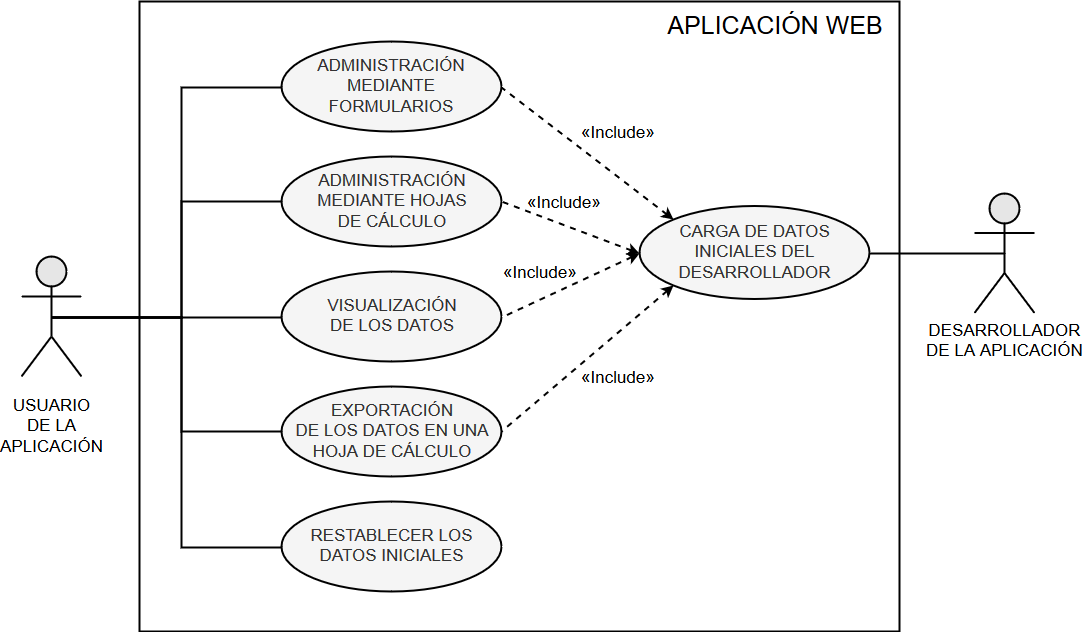 APLICACIÓN WEB
ADMINISTRACIÓN
MEDIANTE
FORMULARIOS
«Include»
ADMINISTRACIÓN
MEDIANTE HOJAS
DE CÁLCULO
«Include»
CARGA DE DATOS
INICIALES DEL
DESARROLLADOR
«Include»
VISUALIZACIÓN
DE LOS DATOS
DESARROLLADOR
DE LA APLICACIÓN
«Include»
USUARIO
DE LA
APLICACIÓN
EXPORTACIÓN
DE LOS DATOS EN UNA
HOJA DE CÁLCULO
RESTABLECER LOS
DATOS INICIALES